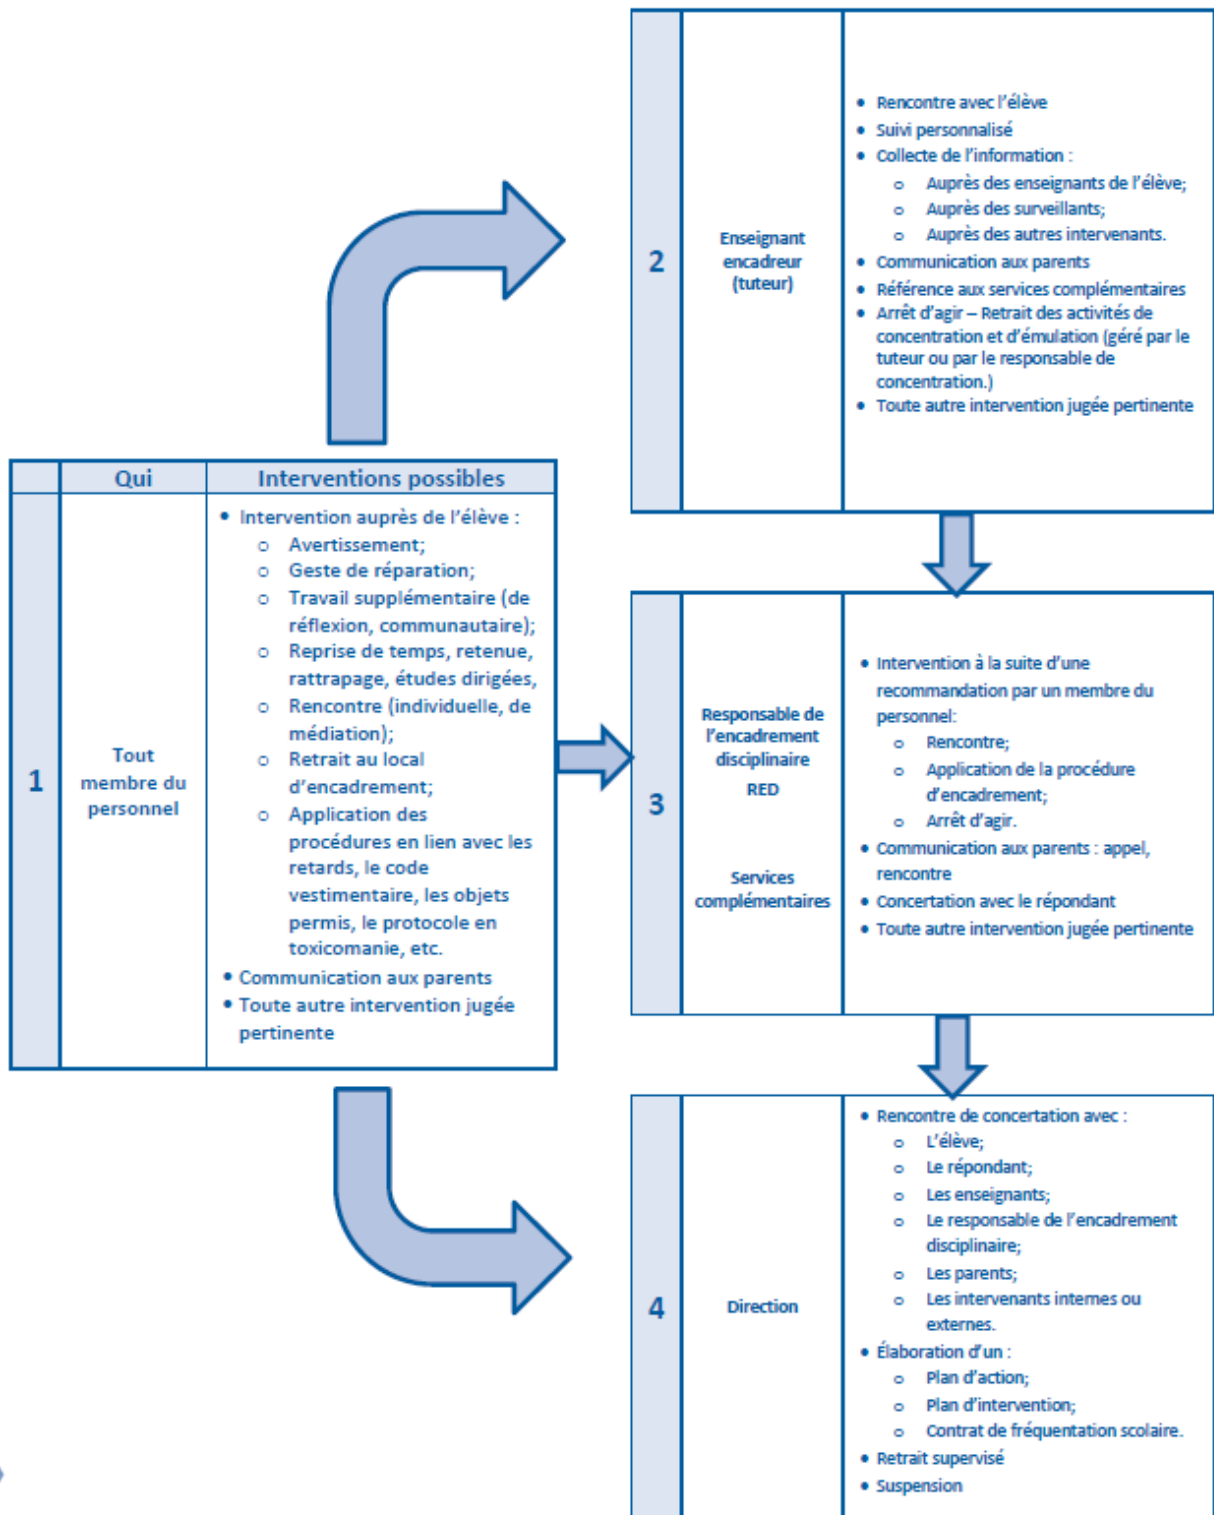 Qui
Interventions possibles
1
Tout
membre du
personnel
• Intervention auprès de l'élève :
o Avertissement;
o Geste de réparation;
o Travail supplémentaire (de
réflexion, communautaire);
o Reprise de temps, retenue,
rattrapage, études dirigées,
o Rencontre (individuelle, de
médiation);
o Retrait au local
d'encadrement;
o Application des
procédures en lien avec les
retards, le code
vestimentaire, les objets
permis, le protocole en
toxicomanie, etc.
• Communication aux parents
• Toute autre intervention jugée
pertinente
2
Enseignant
encadreur
(tuteur)
• Rencontre avec l'élève
• Suivi personnalisé
• Collecte de l'information :
o Auprès des enseignants de l'élève;
o Auprès des surveillants;
o Auprès des autres intervenants.
• Communication aux parents
• Référence aux services complémentaires
• Arrêt d'agir – Retrait des activités de
concentration et d'émulation (géré par le
tuteur ou par le responsable de
concentration.)
• Toute autre intervention jugée pertinente
3
Responsable de
l'encadrement
disciplinaire
RED
Services
complémentaires
• Intervention à la suite d'une
recommandation par un membre du
personnel:
o Rencontre;
o Application de la procédure
d'encadrement;
o Arrêt d'agir.
• Communication aux parents : appel,
rencontre
• Concertation avec le répondant
• Toute autre intervention jugée pertinente
4
Direction
• Rencontre de concertation avec :
o L'élève;
o Le répondant;
o Les enseignants;
o Le responsable de l'encadrement
disciplinaire;
o Les parents;
o Les intervenants internes ou
externes.
• Élaboration d'un :
o Plan d'action;
o Plan d'intervention;
o Contrat de fréquentation scolaire.
• Retrait supervisé
• Suspension